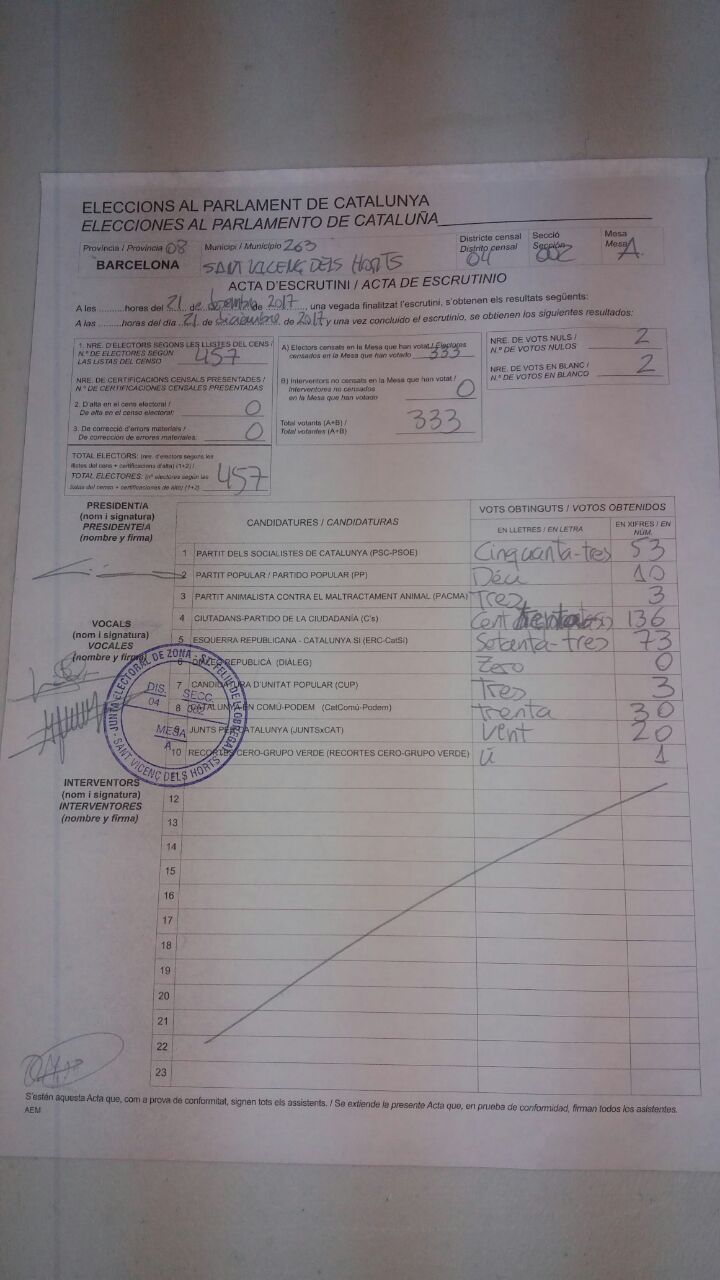 ELECCIONS AL PARLAMENT DE CATALUNYA
ELECCIONES AL PARLAMENTO DE CATALUÑA
Província / Provincia 08 Municipi / Municipio 263 Districte censal Secció Mesa
Distrito censal 04 Sección 002 Mesa A
BARCELONA SANT VICENÇ DELS HORTS
ACTA D'ESCRUTINI / ACTA DE ESCRUTINIO
A les ..........hores del 21 de desembre de 2017, una vegada finalitzat l'escrutini, s'obtenen els resultats següents:
A las ..........horas del día 21 de diciembre de 2017 y una vez concluido el escrutinio, se obtienen los siguientes resultados:
1. NRE. D'ELECTORS SEGONS LES LLISTES DEL CENS /
N.º DE ELECTORES SEGÚN
LAS LISTAS DEL CENSO 457
NRE. DE CERTIFICACIONS CENSALS PRESENTADES /
N.º DE CERTIFICACIONES CENSALES PRESENTADAS
2. D'alta en el cens electoral /
De alta en el censo electoral: 0
3. De correcció d'errors materials /
De corrección de errores materiales: 0
TOTAL ELECTORS: (nre. d'electors segons les
llistes del cens + certificacions d'alta) (1+2) /
TOTAL ELECTORES: (nº electores según las
listas del censo + certificaciones de alta) (1+2) 457
A) Electors censats en la Mesa que han votat / Electores
censados en la Mesa que han votado 333
B) Interventors no censats en la Mesa que han votat /
Interventores no censados
en la Mesa que han votado 0
Total votants (A+B) /
Total votantes (A+B) 333
NRE. DE VOTS NULS /
N.º DE VOTOS NULOS 2
NRE. DE VOTS EN BLANC /
N.º DE VOTOS EN BLANCO 2
PRESIDENT/A
(nom i signatura)
PRESIDENTE/A
(nombre y firma)
CANDIDATURES / CANDIDATURAS
VOTS OBTINGUTS / VOTOS OBTENIDOS
EN LLETRES / EN LETRA
EN XIFRES / EN NÚM.
1 PARTIT DELS SOCIALISTES DE CATALUNYA (PSC-PSOE) Cinquanta-tres 53
2 PARTIT POPULAR / PARTIDO POPULAR (PP) Déu 10
3 PARTIT ANIMALISTA CONTRA EL MALTRACTAMENT ANIMAL (PACMA) Tres 3
4 CIUTADANS-PARTIDO DE LA CIUDADANÍA (C's) Cent 136
5 ESQUERRA REPUBLICANA - CATALUNYA SÍ (ERC-CatSí) Setanta-tres 73
6 DIÀLEG REPUBLICÀ (DIÀLEG) Zero 0
7 CANDIDATURA D'UNITAT POPULAR (CUP) Tres 3
8 CATALUNYA EN COMÚ-PODEM (CatComú-Podem) trenta 30
9 JUNTS PER CATALUNYA (JUNTSxCAT) Vent 20
10 RECORTES CERO-GRUPO VERDE (RECORTES CERO-GRUPO VERDE) ú 1
VOCALS
(nom i signatura)
VOCALES
(nombre y firma)
JUNTA ELECTORAL DE ZONA - ST. FELIU DE LLOBREGAT - SANT VICENÇ DELS HORTS
DIS. 04
SECC. 002
MESA A
INTERVENTORS
(nom i signatura)
INTERVENTORES
(nombre y firma)
12
13
14
15
16
17
18
19
20
21
22
23
S'estén aquesta Acta que, com a prova de conformitat, signen tots els assistents. / Se extiende la presente Acta que, en prueba de conformidad, firman todos los asistentes.
AEM